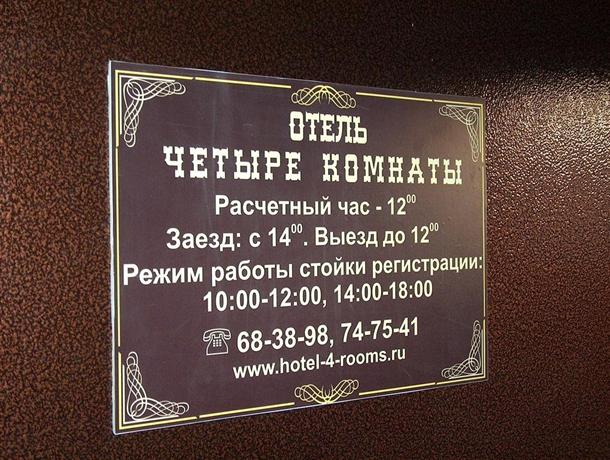 ОТЕЛЬ
ЧЕТЫРЕ КОМНАТЫ
Расчетный час - 12⁰⁰
Заезд: с 14⁰⁰. Выезд до 12⁰⁰
Режим работы стойки регистрации:
10:00-12:00, 14:00-18:00
☏ 68-38-98, 74-75-41
www.hotel-4-rooms.ru